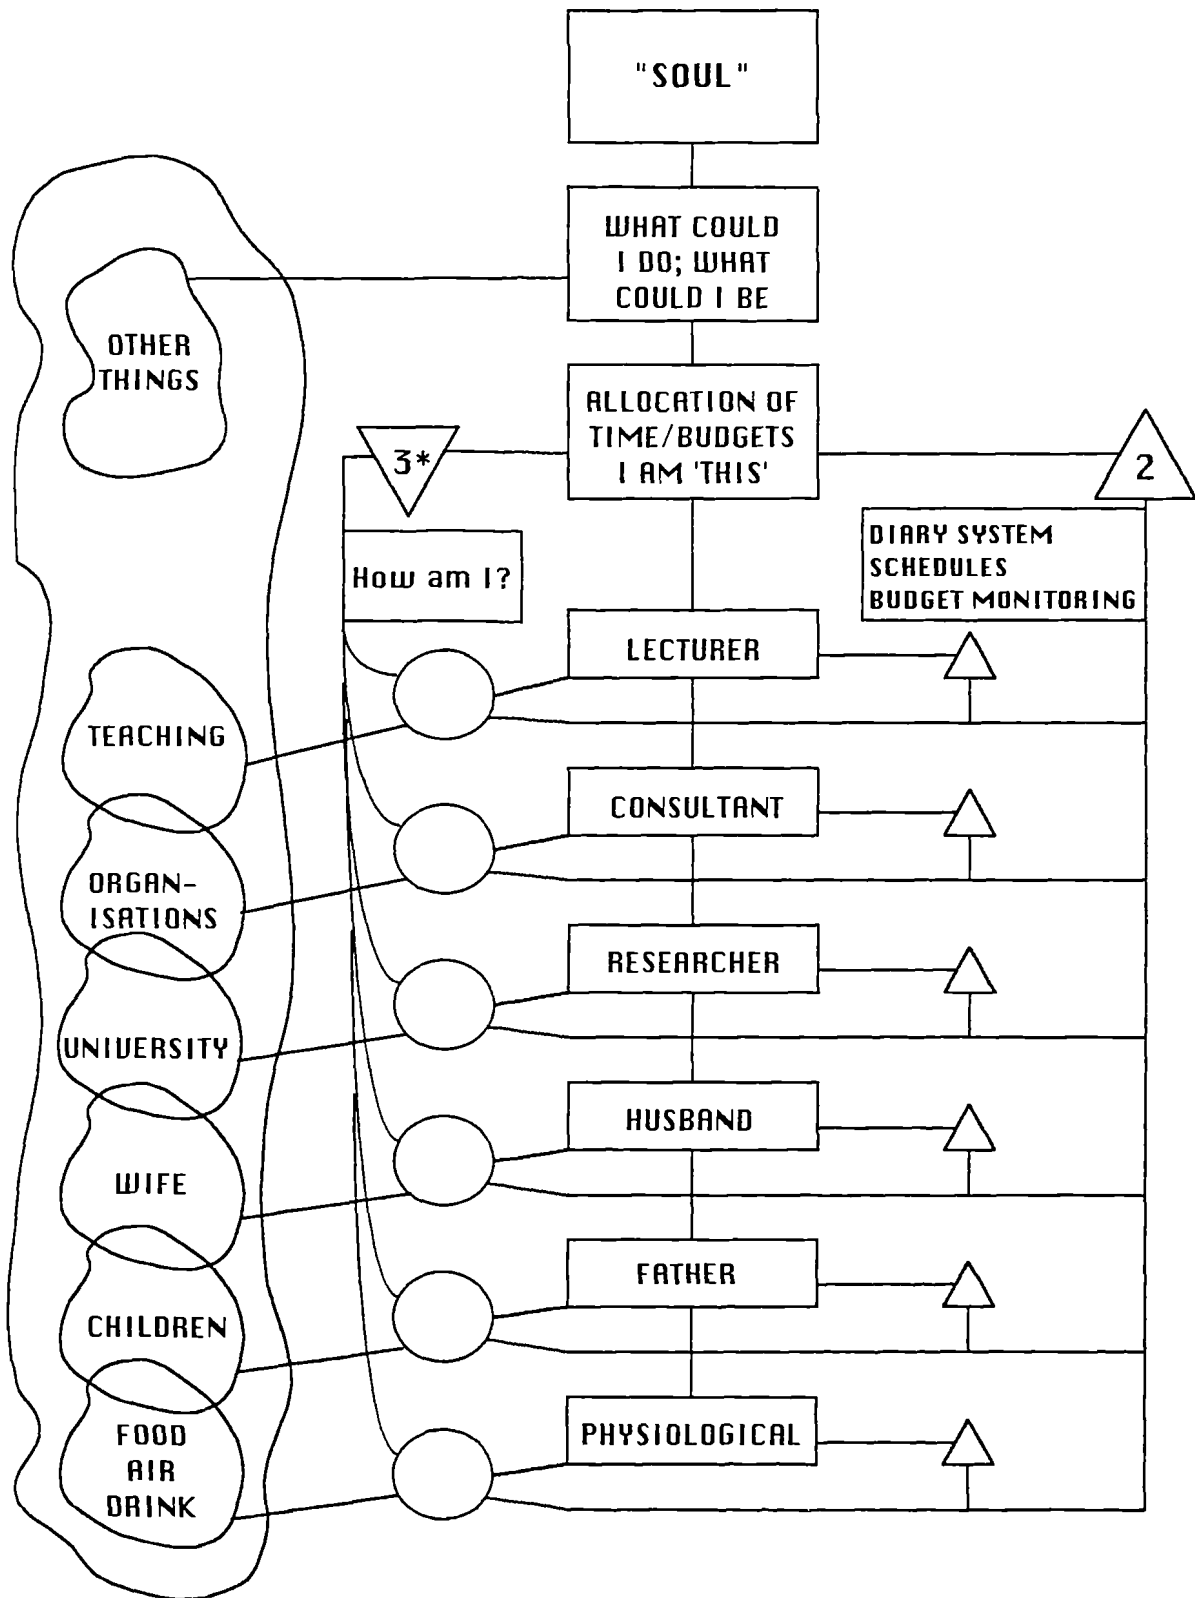 "SOUL"
WHAT COULD
I DO; WHAT
COULD I BE
OTHER
THINGS
ALLOCATION OF
TIME/BUDGETS
I AM 'THIS'
3*
2
How am I?
DIARY SYSTEM
SCHEDULES
BUDGET MONITORING
LECTURER
TEACHING
CONSULTANT
ORGAN-
ISATIONS
RESEARCHER
UNIVERSITY
HUSBAND
WIFE
FATHER
CHILDREN
PHYSIOLOGICAL
FOOD
AIR
DRINK